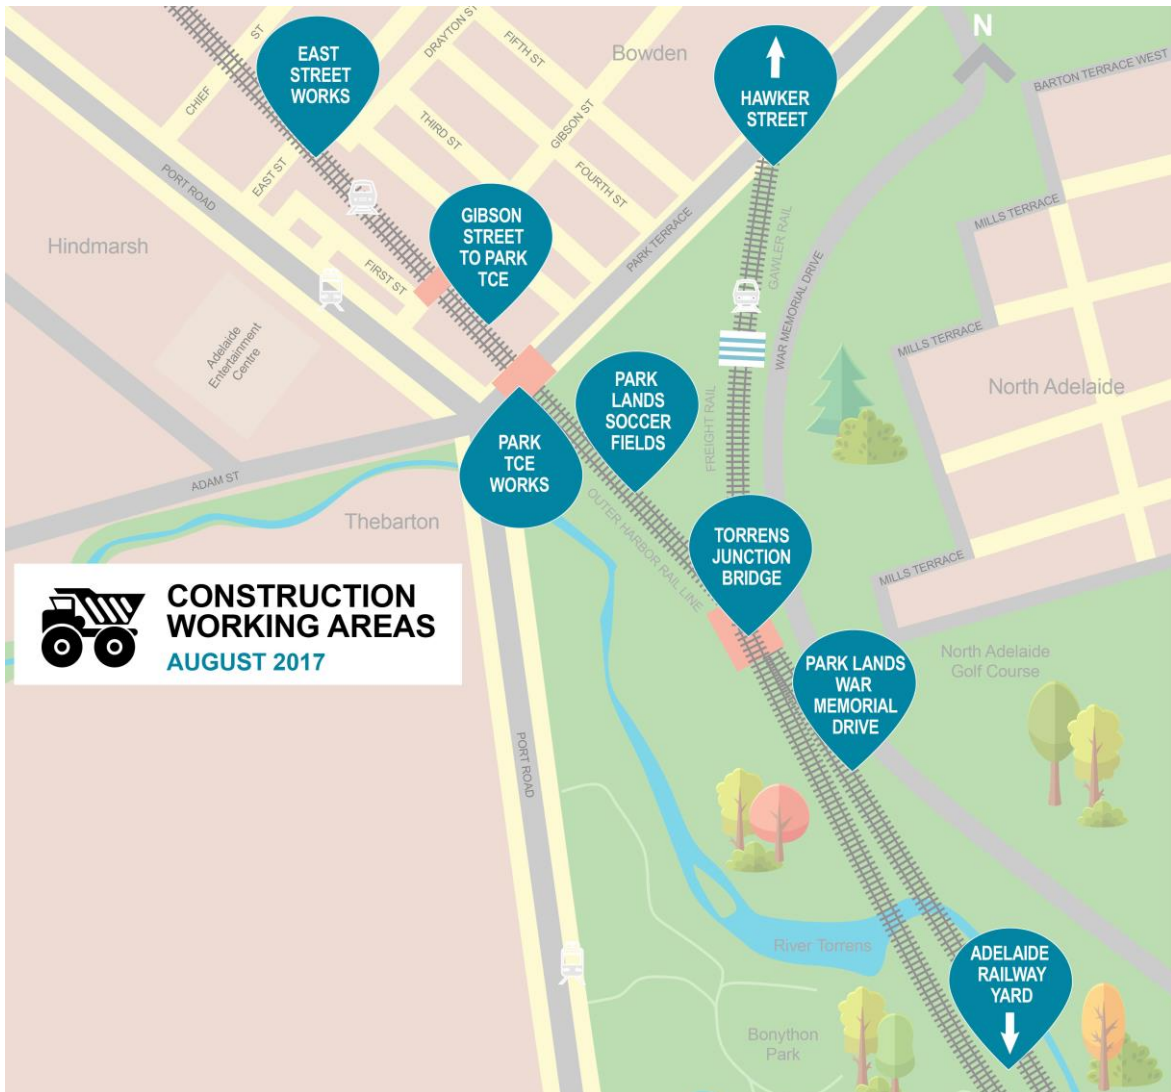 EAST
STREET
WORKS
DRAYTON ST
FIFTH ST
Bowden
HAWKER
STREET
N
BARTON TERRACE WEST
CHIEF ST
THIRD ST
GIBSON ST
FOURTH ST
EAST ST
PORT ROAD
GIBSON
STREET
TO PARK
TCE
PARK TERRACE
GAWLER RAIL
MILLS TERRACE
Hindmarsh
FIRST ST
WAR MEMORIAL DRIVE
Adelaide
Entertainment
Centre
MILLS TERRACE
North Adelaide
PARK
LANDS
SOCCER
FIELDS
FREIGHT RAIL
PARK
TCE
WORKS
ADAM ST
Thebarton
OUTER HARBOR RAIL LINE
TORRENS
JUNCTION
BRIDGE
MILLS TERRACE
CONSTRUCTION
WORKING AREAS
AUGUST 2017
North Adelaide
Golf Course
PARK LANDS
WAR
MEMORIAL
DRIVE
PORT ROAD
River Torrens
ADELAIDE
RAILWAY
YARD
Bonython
Park